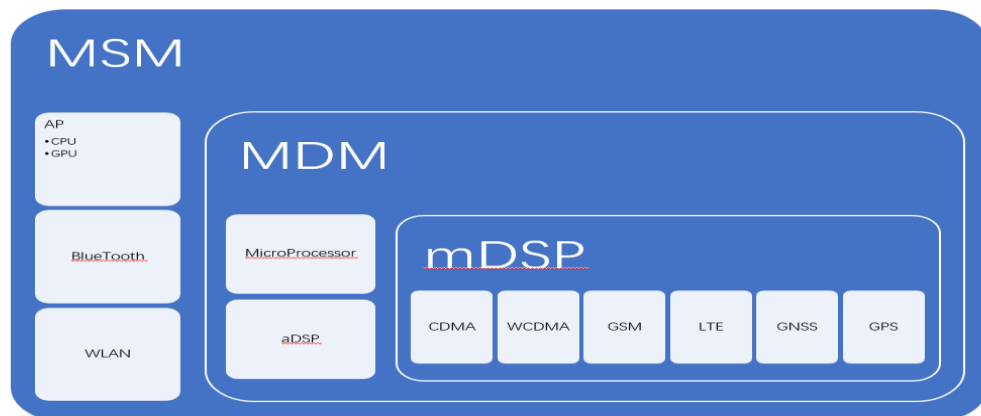 MSM
AP
•CPU
•GPU
BlueTooth
WLAN
MDM
MicroProcessor
aDSP
mDSP
CDMA
WCDMA
GSM
LTE
GNSS
GPS